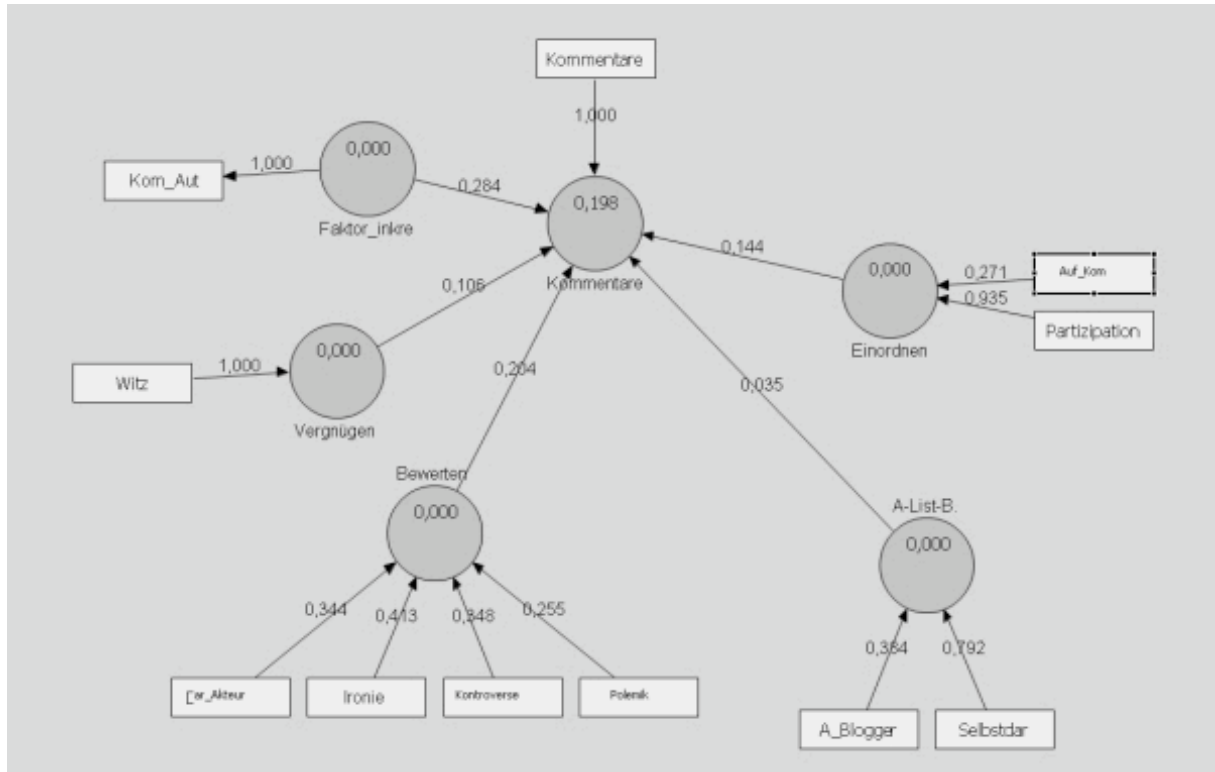 Kommentare
1,000
0,000
Kom_Aut
1,000
0,284
Faktor_inkre
0,198
Kommentare
0,144
0,000
0,271
Auf_Kom
0,935
Partizipation
Einordnen
0,106
0,000
Witz
1,000
Vergnügen
0,204
0,035
Bewerten
0,000
A-List-B.
0,000
0,344
0,413
0,348
0,255
0,384
0,792
Ironie
Kontroverse
Polemik
A_Blogger
Selbstdar